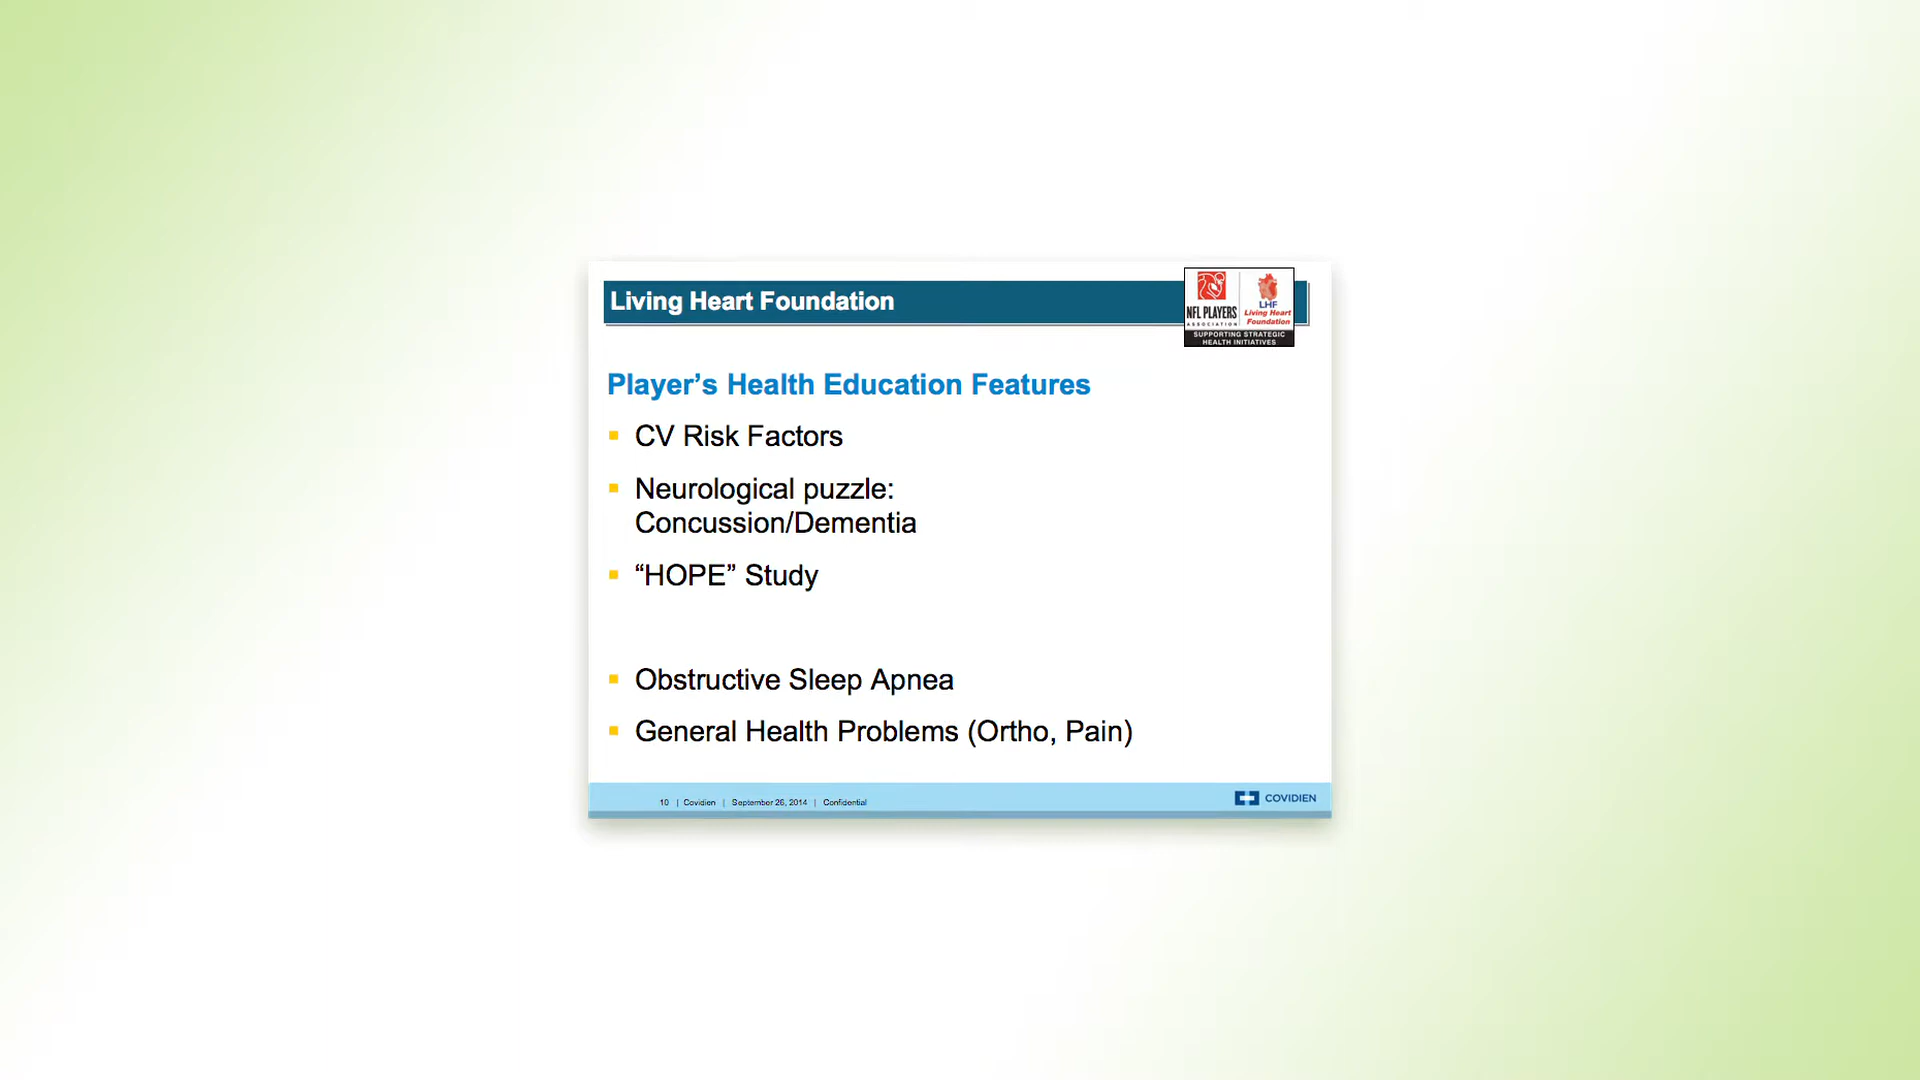 Living Heart Foundation
NFL PLAYERS
ASSOCIATION
LHF
Living Heart
Foundation
SUPPORTING STRATEGIC
HEALTH INITIATIVES
Player’s Health Education Features
▪ CV Risk Factors
▪ Neurological puzzle:
Concussion/Dementia
▪ “HOPE” Study
▪ Obstructive Sleep Apnea
▪ General Health Problems (Ortho, Pain)
10 | Covidien | September 26, 2014 | Confidential
COVIDIEN